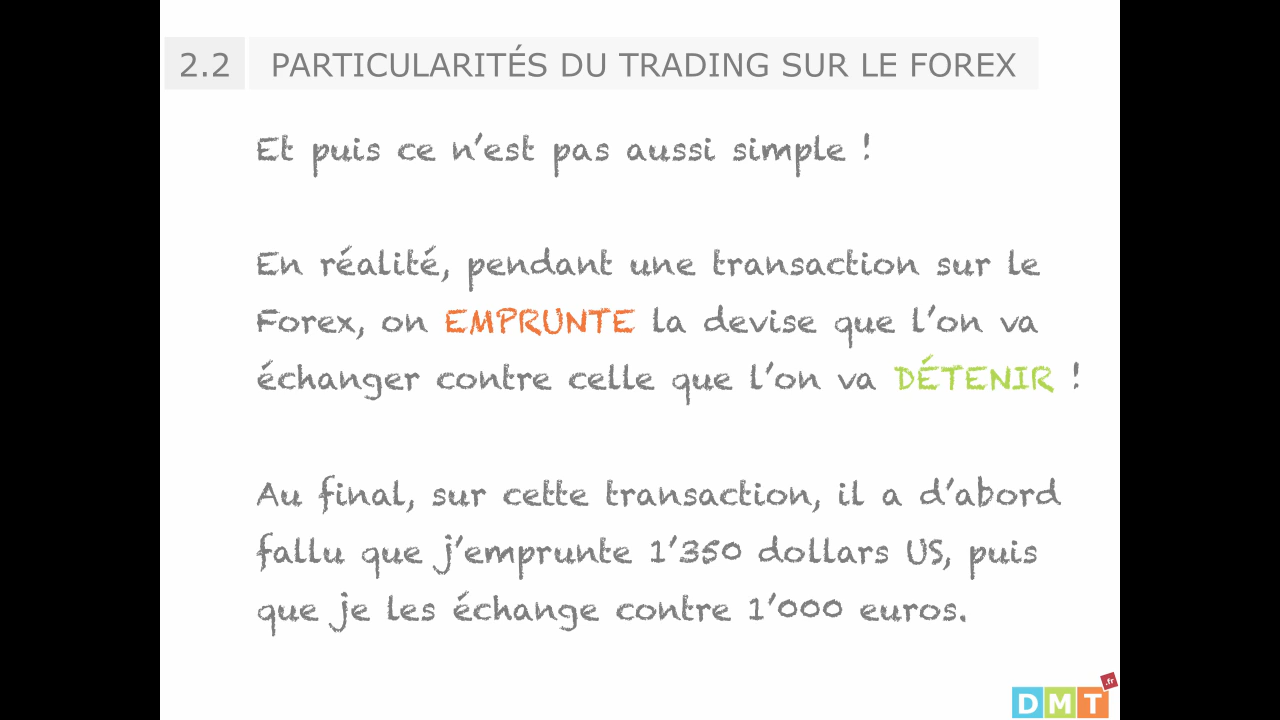 2.2 PARTICULARITÉS DU TRADING SUR LE FOREX
Et puis ce n’est pas aussi simple !
En réalité, pendant une transaction sur le
Forex, on EMPRUNTE la devise que l’on va
échanger contre celle que l’on va DÉTENIR !
Au final, sur cette transaction, il a d’abord
fallu que j’emprunte 1’350 dollars US, puis
que je les échange contre 1’000 euros.
.fr
DMT